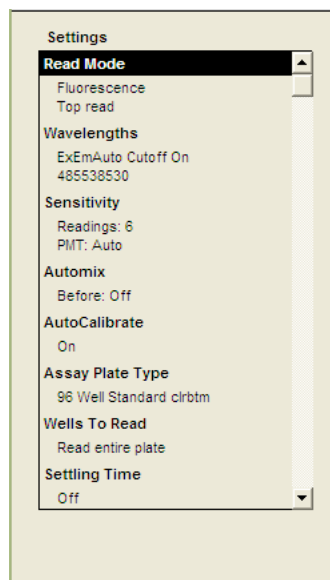 Settings
Read Mode
Fluorescence
Top read
Wavelengths
ExEmAuto Cutoff On
485538530
Sensitivity
Readings: 6
PMT: Auto
Automix
Before: Off
AutoCalibrate
On
Assay Plate Type
96 Well Standard clrbtm
Wells To Read
Read entire plate
Settling Time
Off